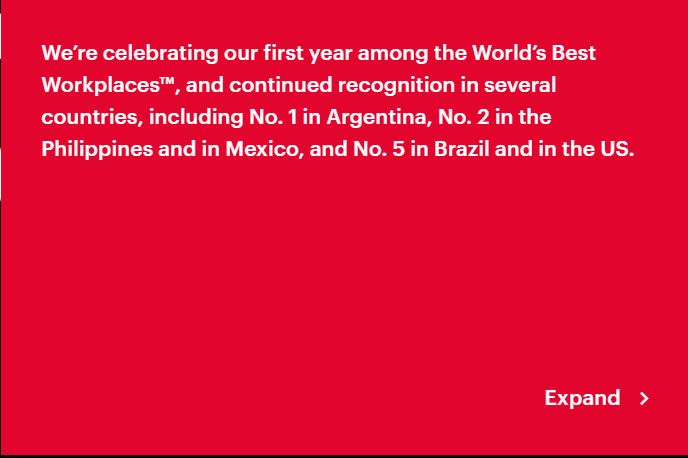 We’re celebrating our first year among the World’s Best
Workplaces™, and continued recognition in several
countries, including No. 1 in Argentina, No. 2 in the
Philippines and in Mexico, and No. 5 in Brazil and in the US.
Expand